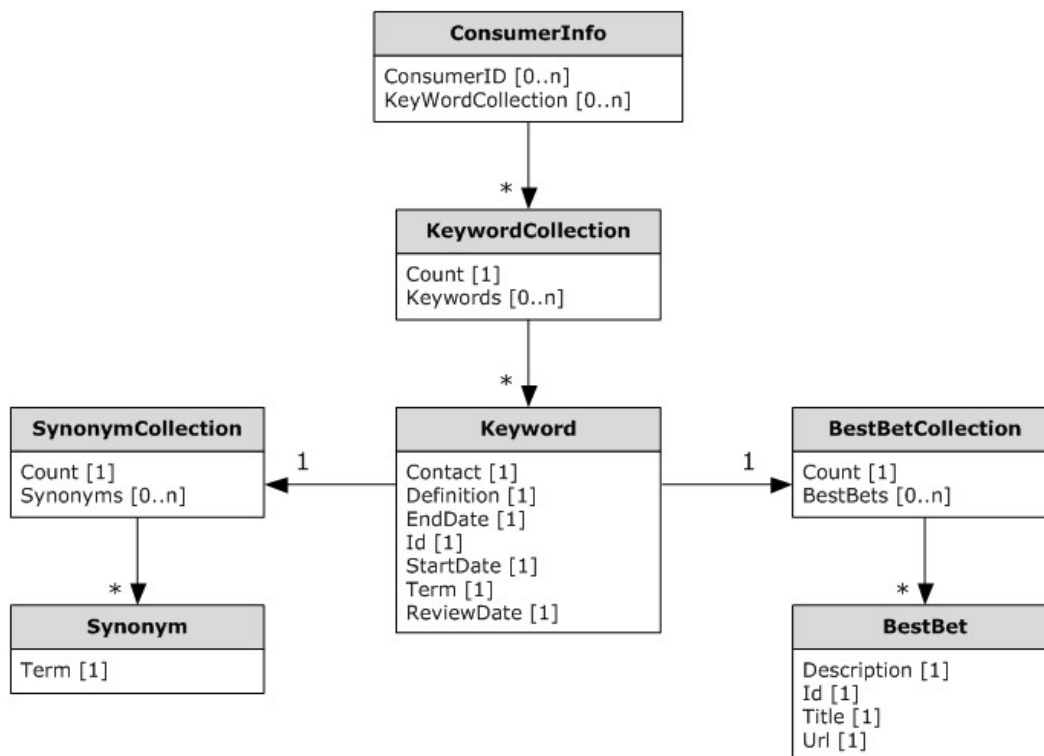 ConsumerInfo
ConsumerID [0..n]
KeyWordCollection [0..n]
*
KeywordCollection
Count [1]
Keywords [0..n]
*
SynonymCollection
Count [1]
Synonyms [0..n]
1
Keyword
Contact [1]
Definition [1]
EndDate [1]
Id [1]
StartDate [1]
Term [1]
ReviewDate [1]
1
BestBetCollection
Count [1]
BestBets [0..n]
*
Synonym
Term [1]
*
BestBet
Description [1]
Id [1]
Title [1]
Url [1]